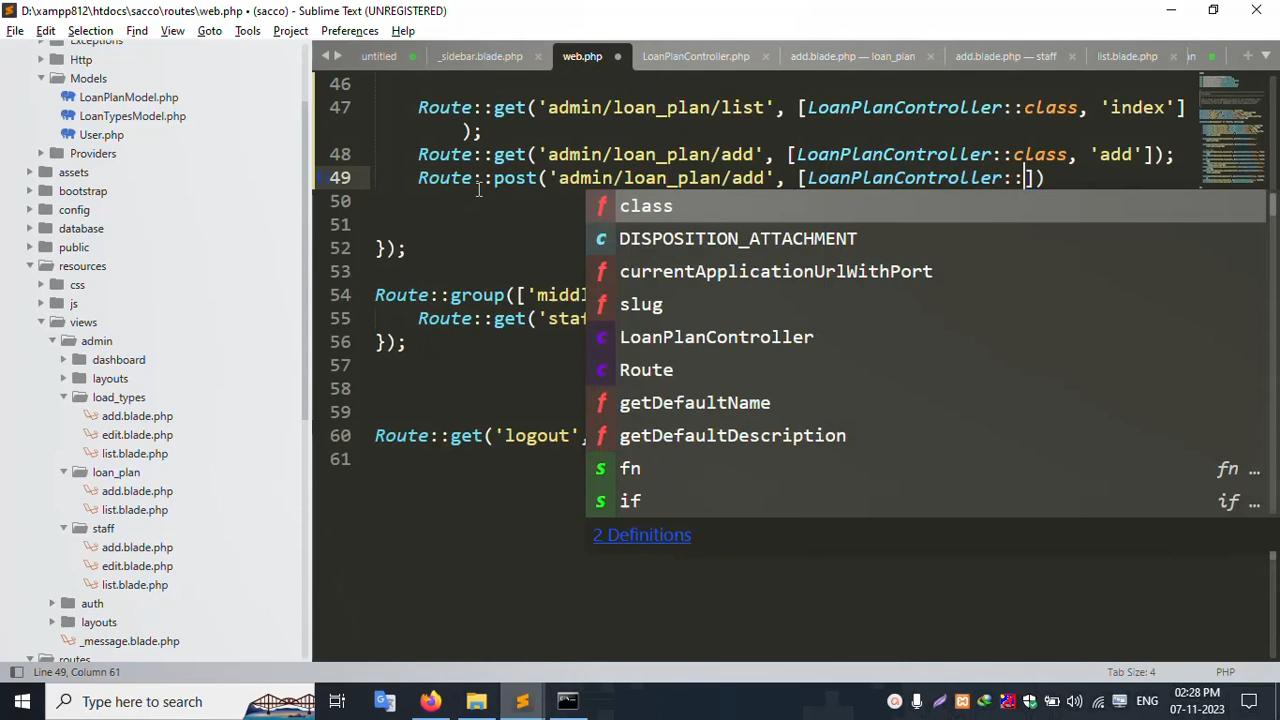 D:\xampp812\htdocs\sacco\routes\web.php • (sacco) - Sublime Text (UNREGISTERED)
File Edit Selection Find View Goto Tools Project Preferences Help
untitled _sidebar.blade.php web.php LoanPlanController.php add.blade.php — loan_plan add.blade.php — staff list.blade.php
Exceptions
Http
Models
LoanPlanModel.php
LoanTypesModel.php
User.php
Providers
assets
bootstrap
config
database
public
resources
css
js
views
admin
dashboard
layouts
load_types
add.blade.php
edit.blade.php
list.blade.php
loan_plan
add.blade.php
list.blade.php
staff
add.blade.php
edit.blade.php
list.blade.php
auth
layouts
_message.blade.php
routes
46
47 Route::get('admin/loan_plan/list', [LoanPlanController::class, 'index']
);
48 Route::get('admin/loan_plan/add', [LoanPlanController::class, 'add']);
49 Route::post('admin/loan_plan/add', [LoanPlanController::])
50
51
52 });
53
54 Route::group(['middl
55 Route::get('staf
56 });
57
58
59
60 Route::get('logout',
61
f class
c DISPOSITION_ATTACHMENT
f currentApplicationUrlWithPort
f slug
c LoanPlanController
c Route
f getDefaultName
f getDefaultDescription
s fn fn …
s if if …
2 Definitions
Line 49, Column 61 Tab Size: 4 PHP
Type here to search ENG 02:28 PM
07-11-2023